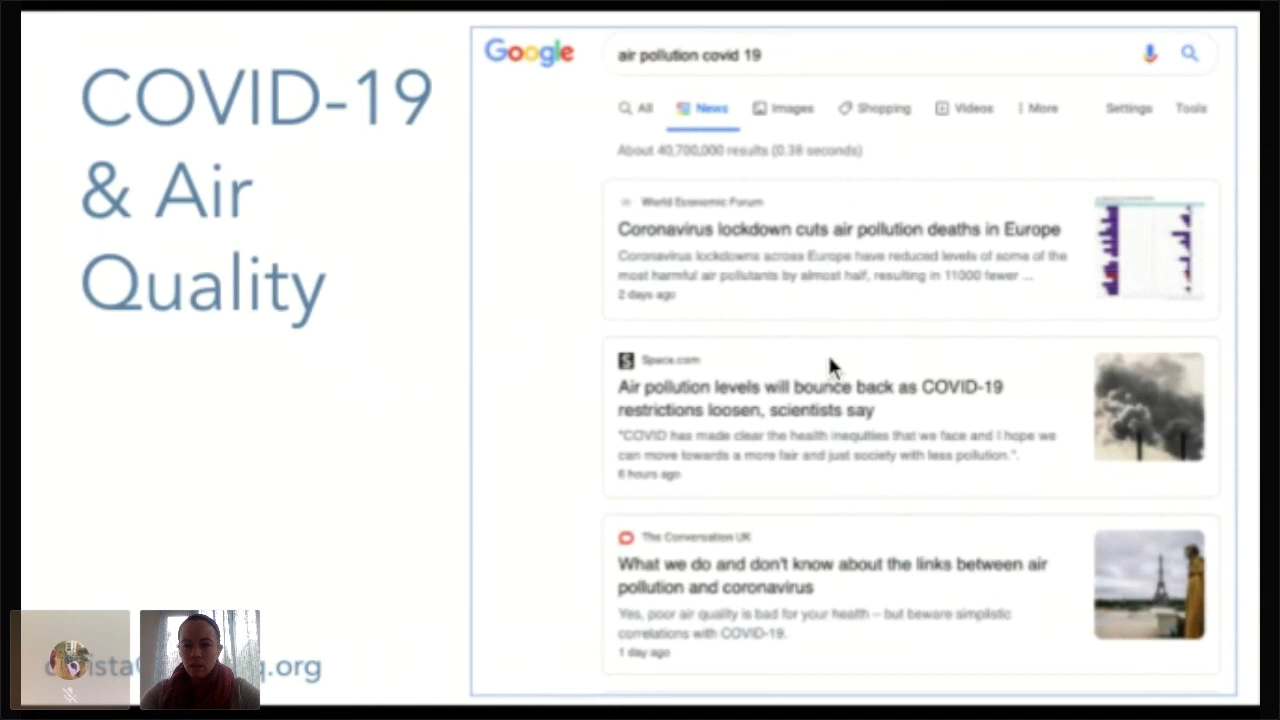 COVID-19
& Air
Quality
Google
air pollution covid 19
All News Images Shopping Videos More Settings Tools
About 40,700,000 results (0.38 seconds)
World Economic Forum
Coronavirus lockdown cuts air pollution deaths in Europe
Coronavirus lockdowns across Europe have reduced levels of some of the
most harmful air pollutants by almost half, resulting in 11000 fewer ...
2 days ago
Space.com
Air pollution levels will bounce back as COVID-19
restrictions loosen, scientists say
"COVID has made clear the health inequities that we face and I hope we
can move towards a more fair and just society with less pollution.".
6 hours ago
The Conversation UK
What we do and don't know about the links between air
pollution and coronavirus
Yes, poor air quality is bad for your health – but beware simplistic
correlations with COVID-19.
1 day ago